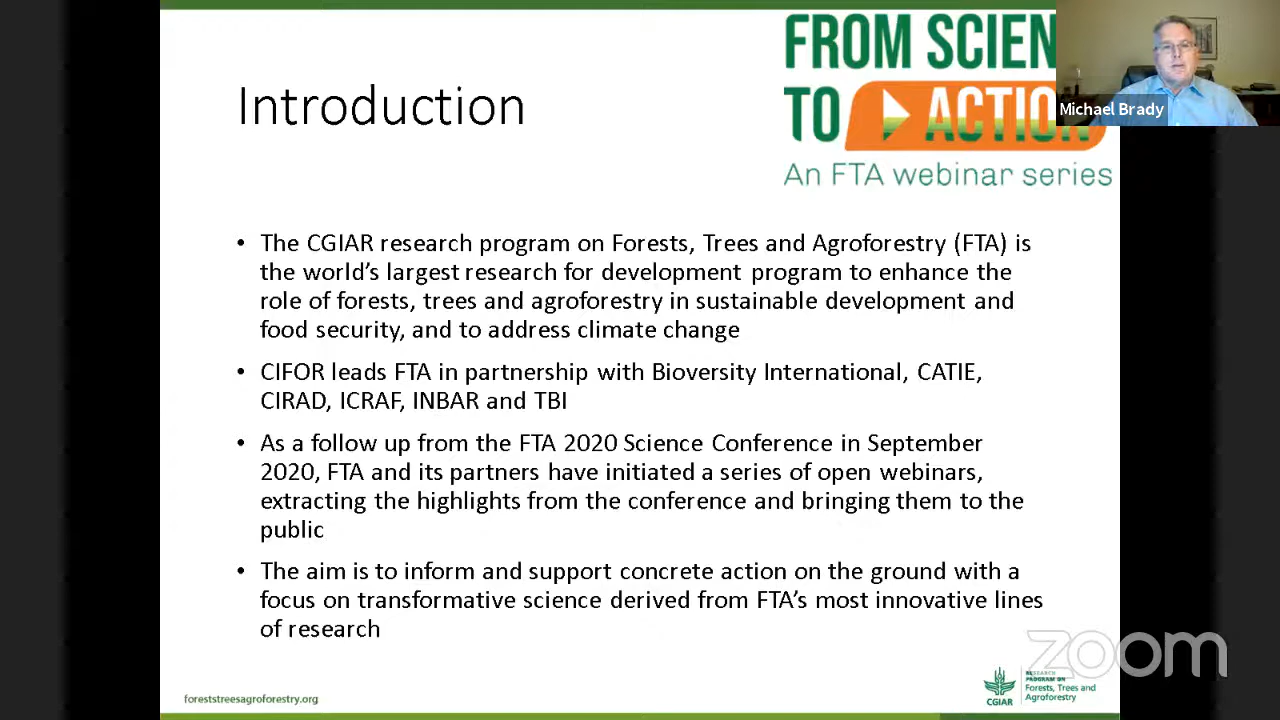 FROM SCIEN
TO ACTION
An FTA webinar series
Michael Brady
Introduction
• The CGIAR research program on Forests, Trees and Agroforestry (FTA) is
the world's largest research for development program to enhance the
role of forests, trees and agroforestry in sustainable development and
food security, and to address climate change
• CIFOR leads FTA in partnership with Bioversity International, CATIE,
CIRAD, ICRAF, INBAR and TBI
• As a follow up from the FTA 2020 Science Conference in September
2020, FTA and its partners have initiated a series of open webinars,
extracting the highlights from the conference and bringing them to the
public
• The aim is to inform and support concrete action on the ground with a
focus on transformative science derived from FTA's most innovative lines
of research
zoom
foreststreesagroforestry.org
CGIAR
RESEARCH
PROGRAM ON
Forests, Trees and
Agroforestry